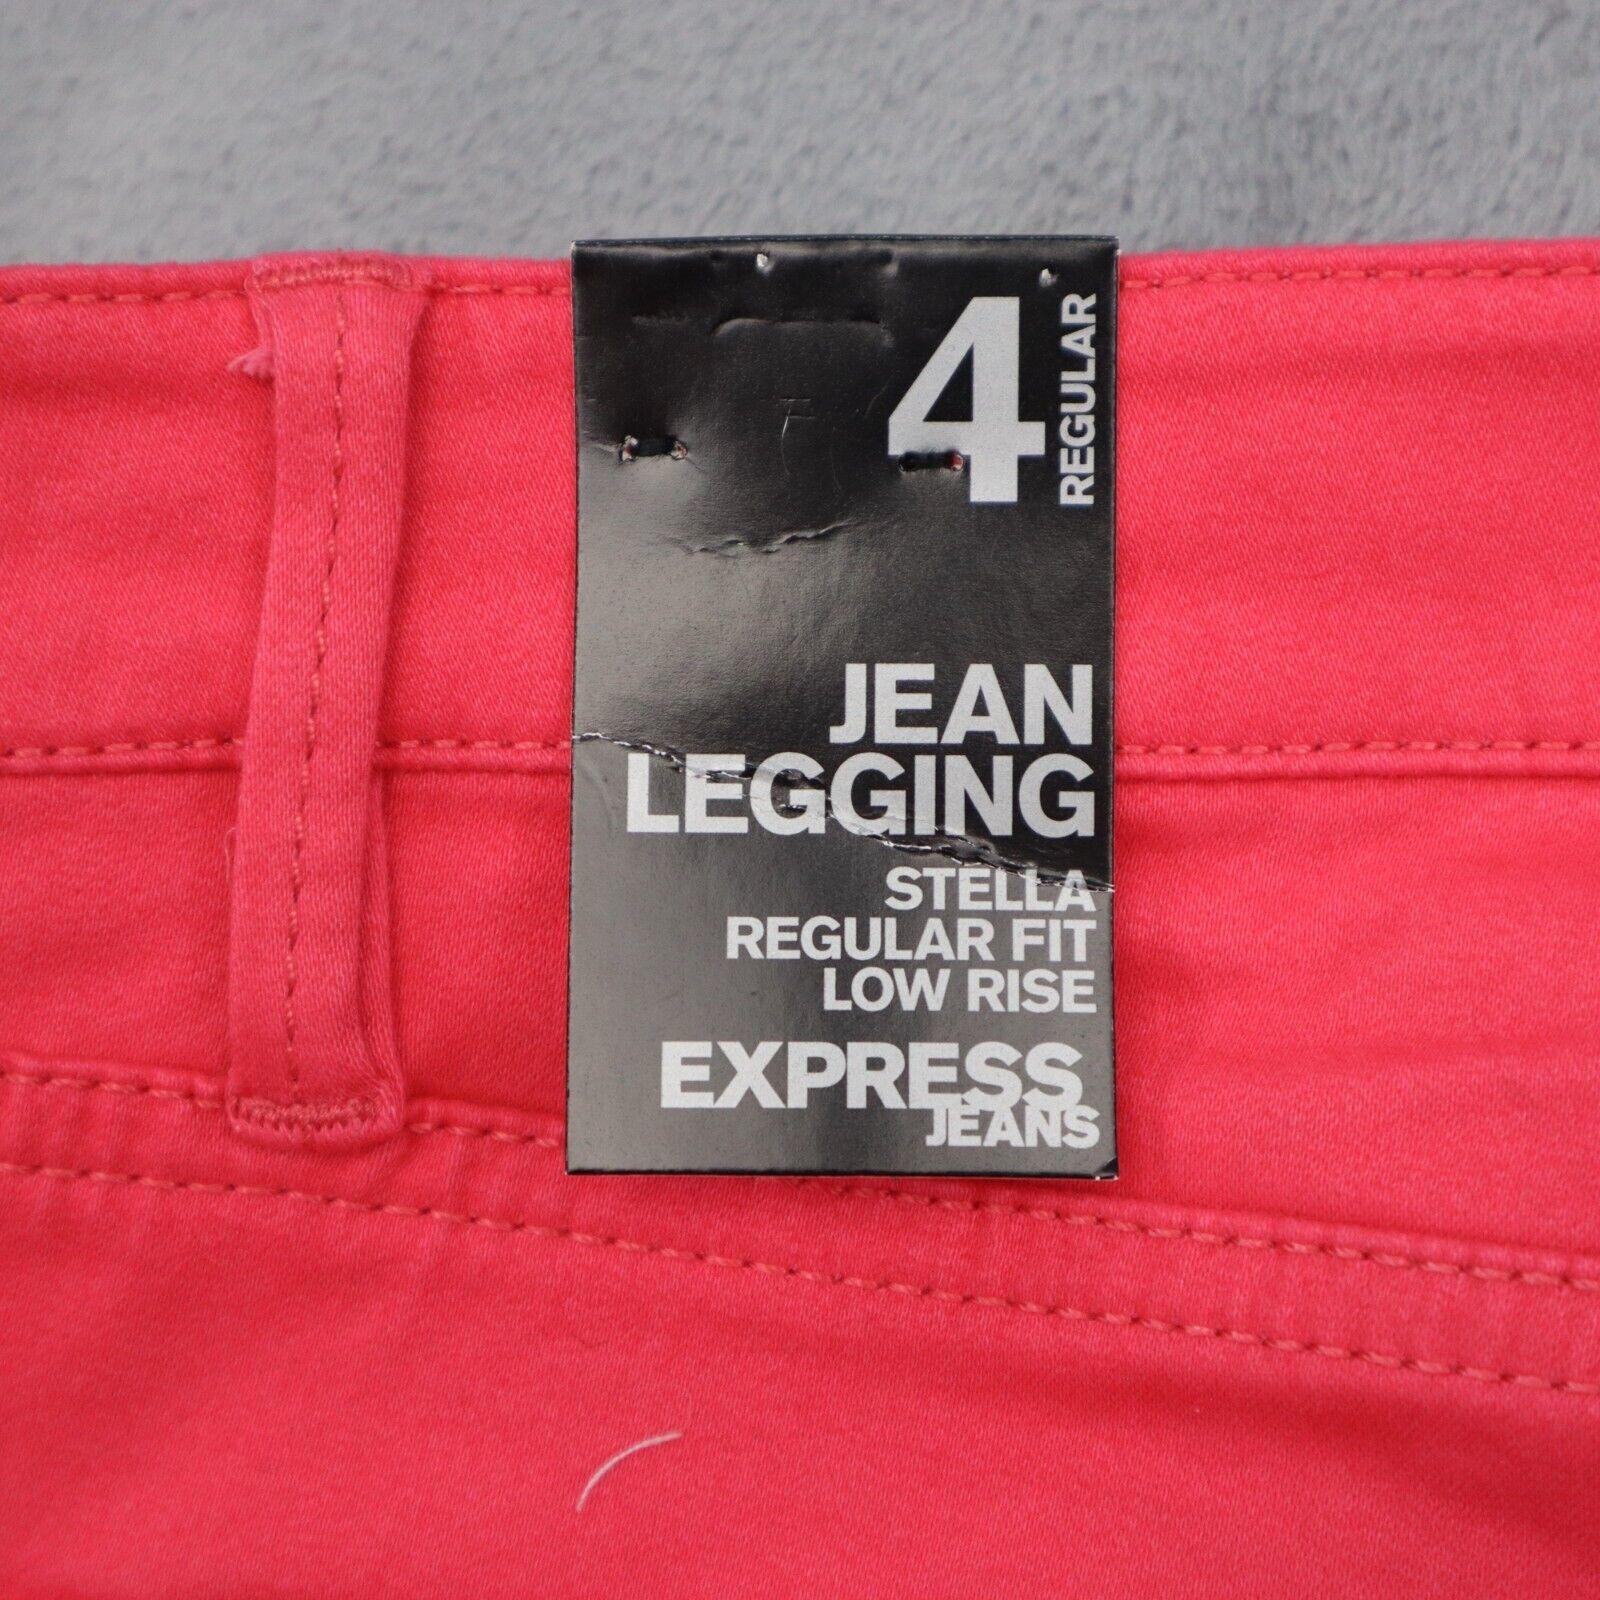 4
REGULAR
JEAN
LEGGING
STELLA
REGULAR FIT
LOW RISE
EXPRESS
JEANS